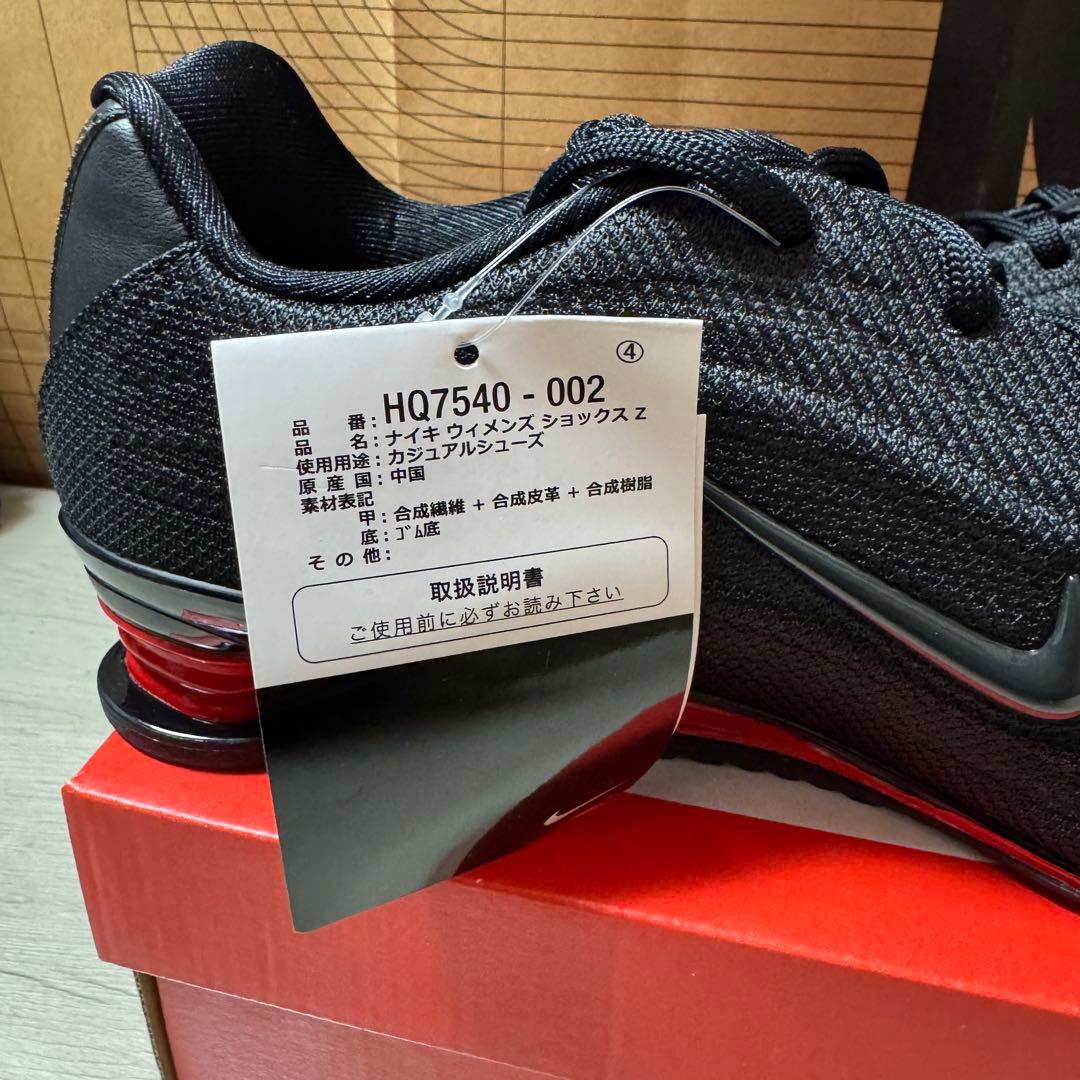 ④
品 番 : HQ7540 - 002
品 名 : ナイキ ウィメンズ ショックス Z
使用用途 : カジュアルシューズ
原 産 国 : 中国
素材表記
甲 : 合成繊維 + 合成皮革 + 合成樹脂
底 : ｺﾞﾑ底
そ の 他 :
取扱説明書
ご使用前に必ずお読み下さい